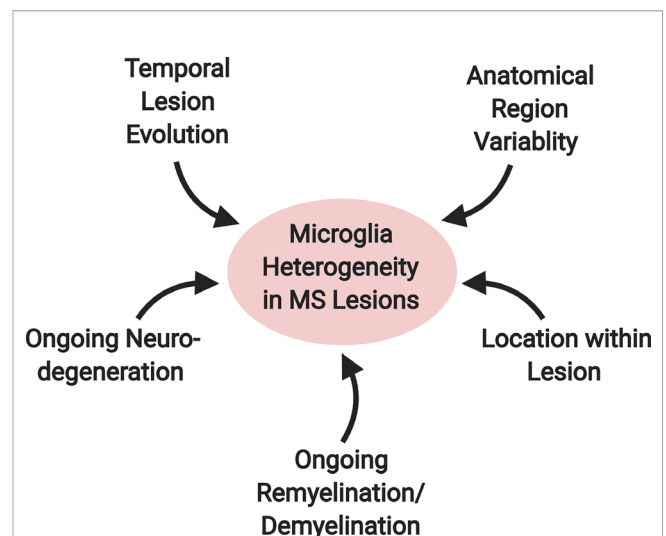 Temporal
Lesion
Evolution
Anatomical
Region
Variablity
Microglia
Heterogeneity
in MS Lesions
Ongoing Neuro-
degeneration
Location within
Lesion
Ongoing
Remyelination/
Demyelination